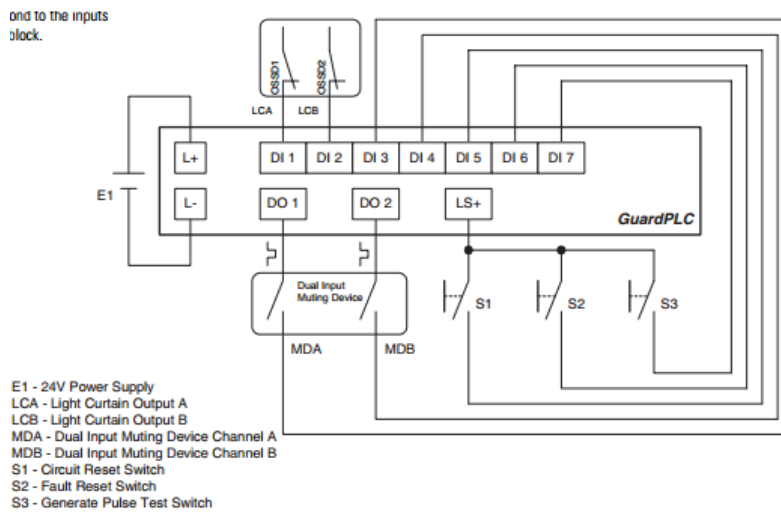 ond to the inputs
block.
OSSD1
OSSD2
LCA
LCB
L+
DI 1
DI 2
DI 3
DI 4
DI 5
DI 6
DI 7
E1
L-
DO 1
DO 2
LS+
GuardPLC
Dual Input
Muting Device
S1
S2
S3
MDA
MDB
E1 - 24V Power Supply
LCA - Light Curtain Output A
LCB - Light Curtain Output B
MDA - Dual Input Muting Device Channel A
MDB - Dual Input Muting Device Channel B
S1 - Circuit Reset Switch
S2 - Fault Reset Switch
S3 - Generate Pulse Test Switch